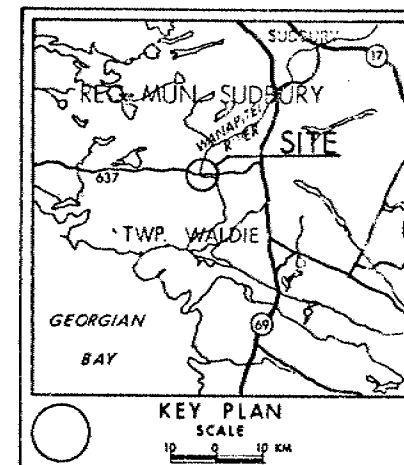 SUDBURY
17
REG. MUN. SUDBURY
WANAPITEI
RIVER
SITE
637
TWP. WALDIE
GEORGIAN
BAY
69
KEY PLAN
SCALE
10 0 10 KM